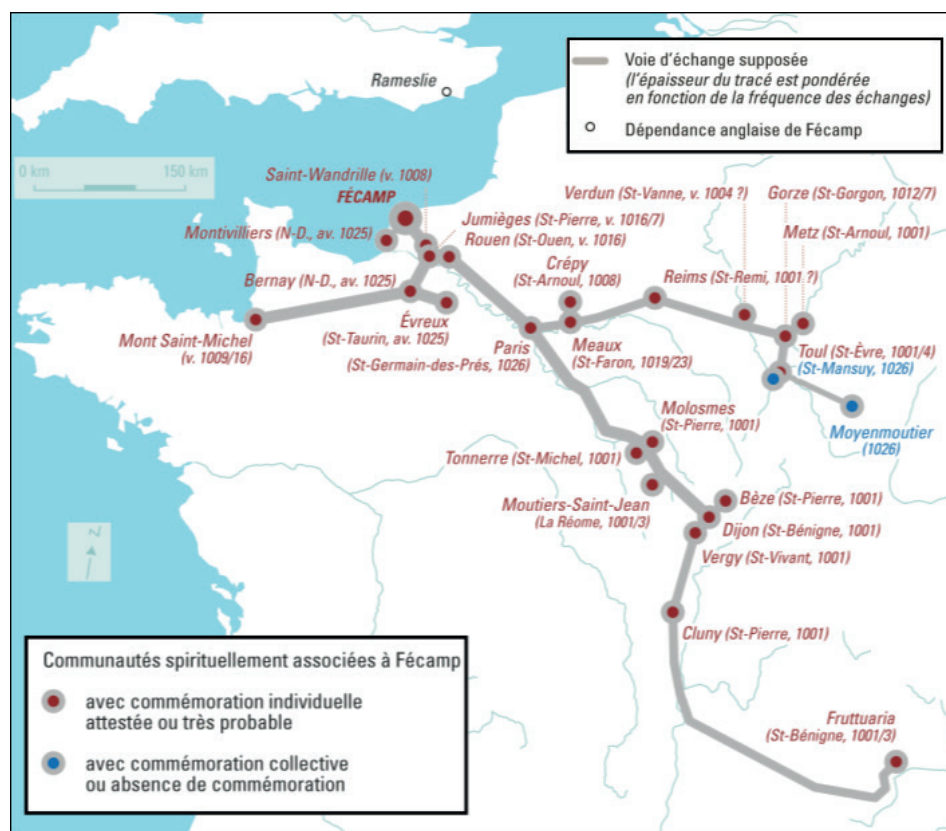 Rameslie
Voie d'échange supposée
(l'épaisseur du tracé est pondérée
en fonction de la fréquence des échanges)
Dépendance anglaise de Fécamp
0 km 150 km
Saint-Wandrille (v. 1008)
FÉCAMP
Montivilliers (N-D., av. 1025)
Jumièges (St-Pierre, v. 1016/7)
Rouen (St-Ouen, v. 1016)
Verdun (St-Vanne, v. 1004 ?)
Gorze (St-Gorgon, 1012/7)
Metz (St-Arnoul, 1001)
Crépy
(St-Arnoul, 1008)
Reims (St-Remi, 1001 ?)
Bernay (N-D., av. 1025)
Mont Saint-Michel
(v. 1009/16)
Évreux
(St-Taurin, av. 1025)
Paris
(St-Germain-des-Prés, 1026)
Meaux
(St-Faron, 1019/23)
Toul (St-Èvre, 1001/4)
(St-Mansuy, 1026)
Moyenmoutier
(1026)
Molosmes
(St-Pierre, 1001)
Tonnerre (St-Michel, 1001)
Moutiers-Saint-Jean
(La Réome, 1001/3)
Bèze (St-Pierre, 1001)
Dijon (St-Bénigne, 1001)
Vergy (St-Vivant, 1001)
Z
Cluny (St-Pierre, 1001)
Fruttuaria
(St-Bénigne, 1001/3)
Communautés spirituellement associées à Fécamp
avec commémoration individuelle
attestée ou très probable
avec commémoration collective
ou absence de commémoration